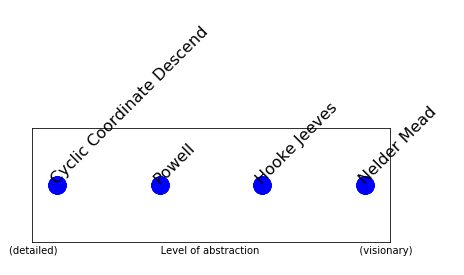 Cyclic Coordinate Descend
Powell
Hooke Jeeves
Nelder Mead
(detailed)
Level of abstraction
(visionary)